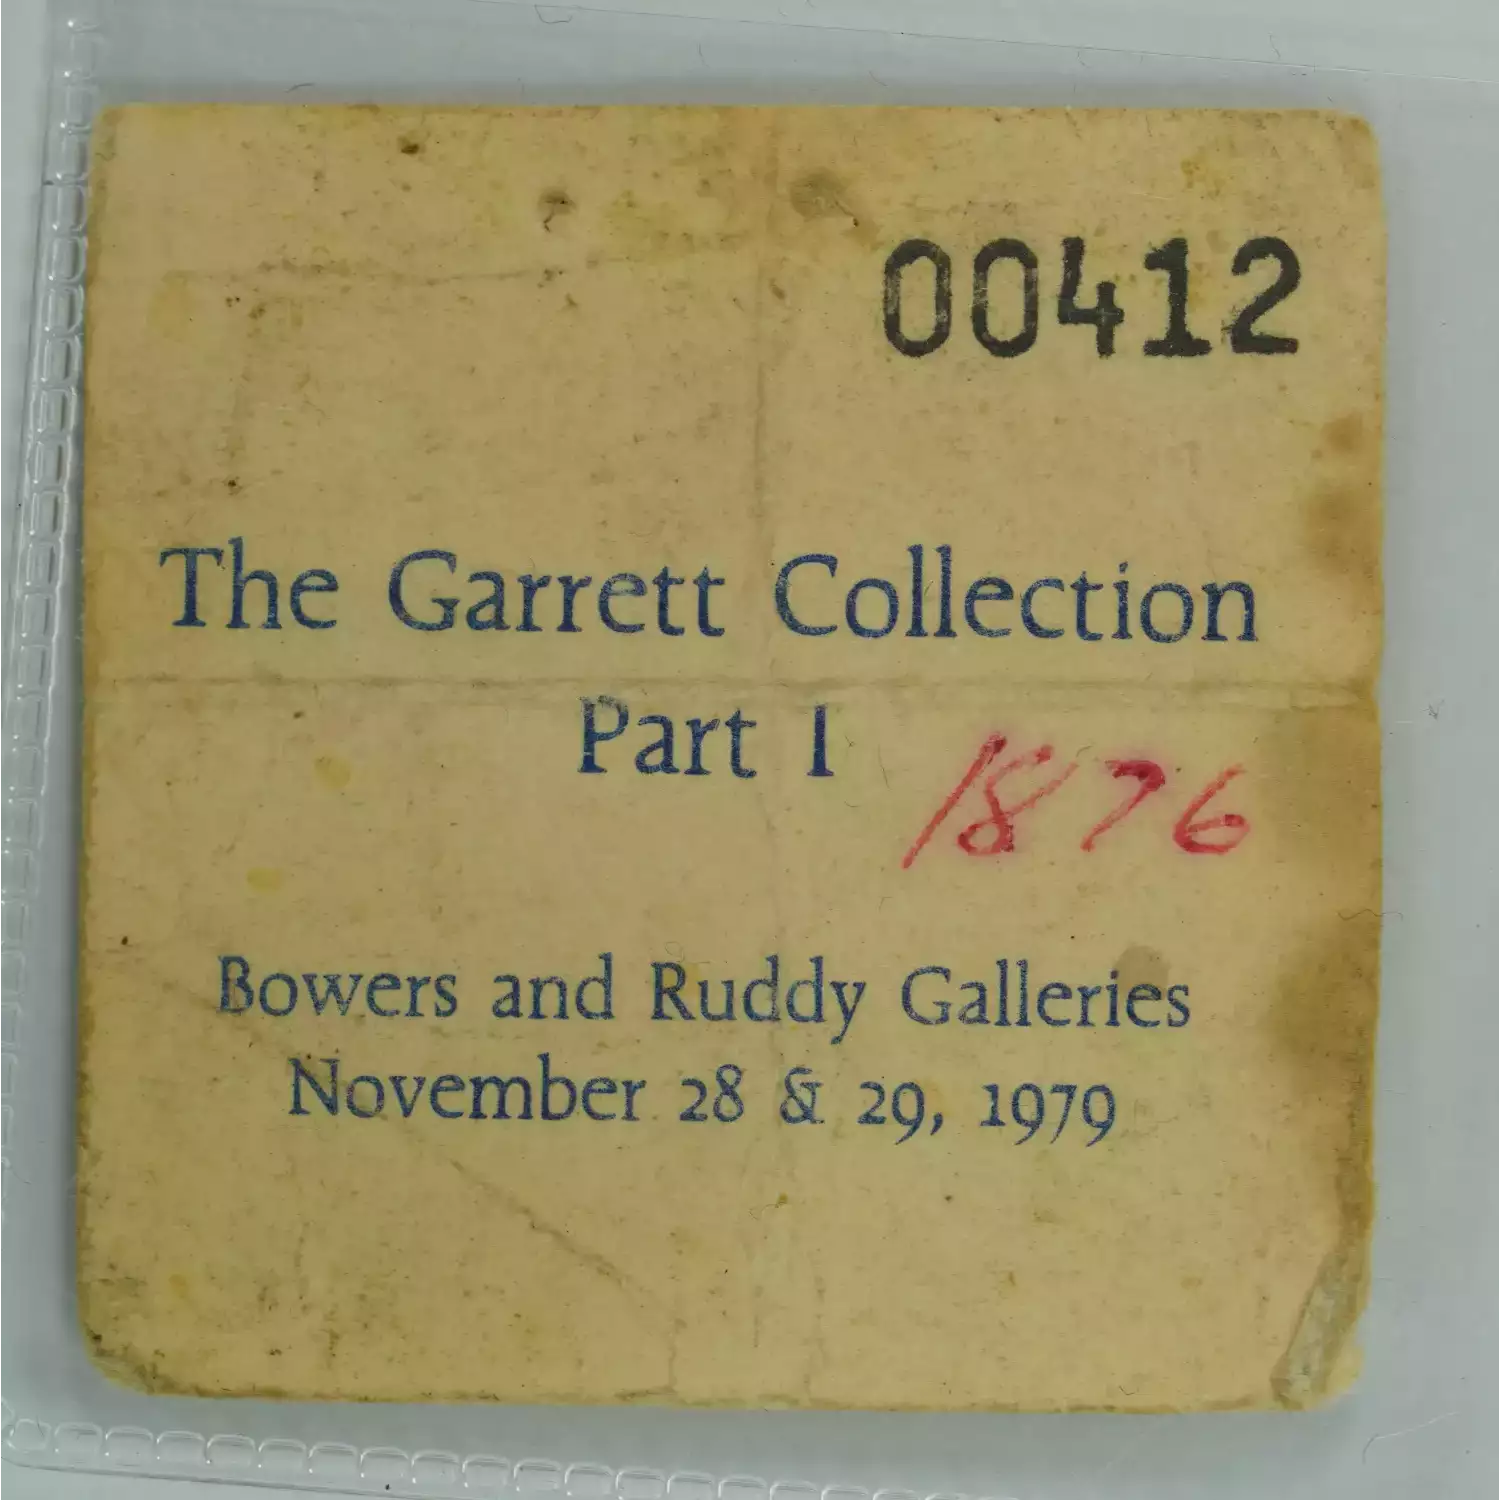 00412
The Garrett Collection
Part I
1876
Bowers and Ruddy Galleries
November 28 & 29, 1979